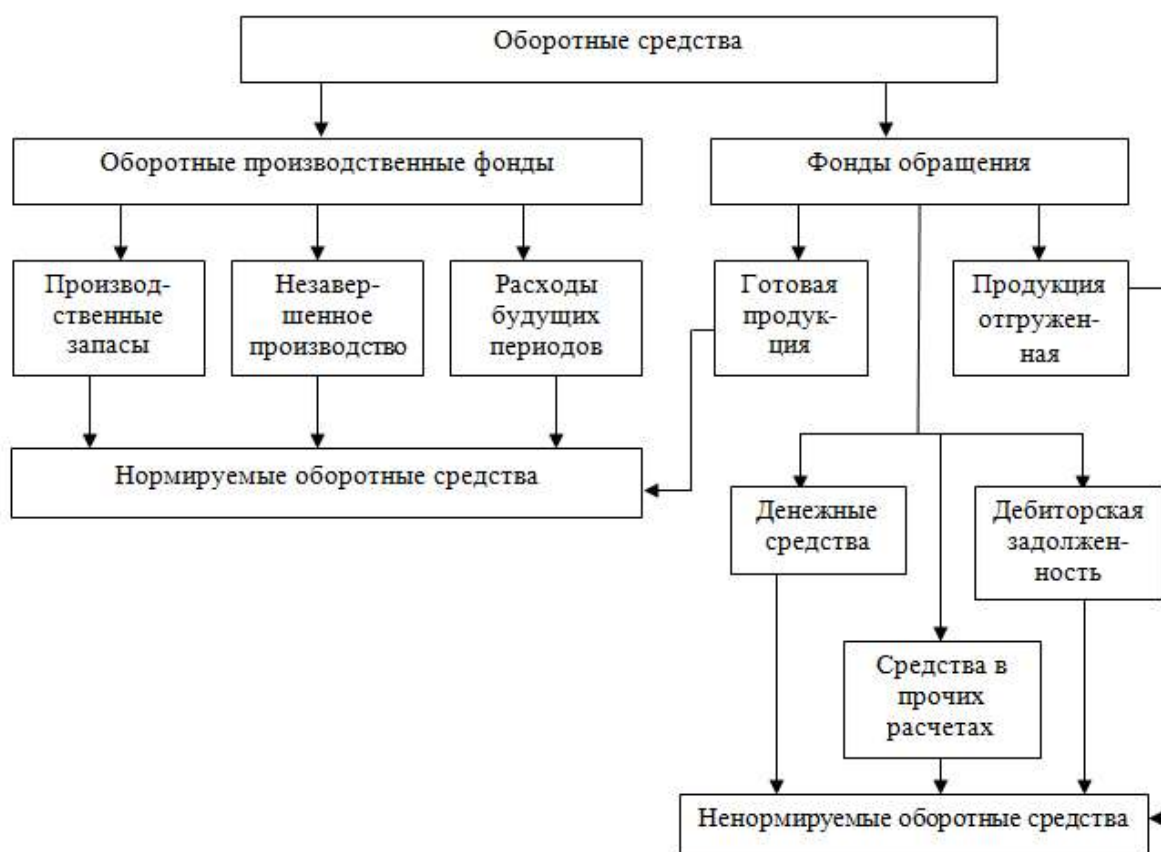 Оборотные средства
Оборотные производственные фонды
Фонды обращения
Производ-
ственные
запасы
Незавер-
шенное
производство
Расходы
будущих
периодов
Готовая
продук-
ция
Продукция
отгружен-
ная
Нормируемые оборотные средства
Денежные
средства
Дебиторская
задолжен-
ность
Средства в
прочих
расчетах
Ненормируемые оборотные средства